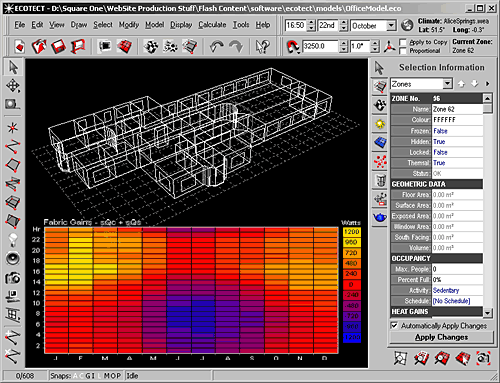 ECOTECT - D:\Square One\WebSite Production Stuff\Flash Content\software\ecotect\models\OfficeModel.eco
File Edit View Draw Select Modify Model Display Calculate Tools Help
16:50 22nd October
Climate: AliceSprings.wea
Lat: 51.5° Long: -0.3°
3250.0 1.0°
Apply to Copy
Proportional
Current Zone:
Zone 62
Selection Information
Zones
ZONE No. 96
Name: Zone 62
Colour: FFFFFF
Frozen: False
Hidden: True
Locked: False
Thermal: True
Status: OK
GEOMETRIC DATA
Floor Area: 0.00 m²
Surface Area: 0.00 m²
Exposed Area: 0.00 m²
Window Area: 0.00 m²
South Facing: 0.00 m²
Volume: 0.00 m³
OCCUPANCY
Max. People: 0
Percent Full: 0%
Activity: Sedentary
Schedule: [No Schedule]
HEAT GAINS
Automatically Apply Changes
Apply Changes
Fabric Gains - sQc + sQs
Watts
Hr
22
20
18
16
14
12
10
8
6
4
2
J F M A M J J A S O N D
1200
960
720
480
240
0
-240
0/608 Snaps: A C G I M O P Idle